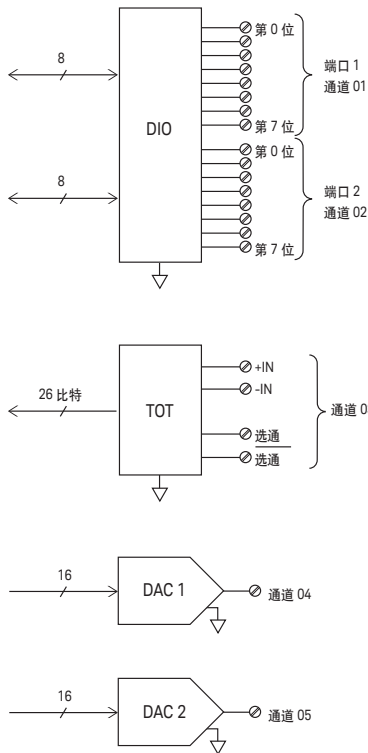 8
DIO
第 0 位
端口 1
通道 01
第 7 位
8
第 0 位
端口 2
通道 02
第 7 位
26 比特
TOT
+IN
-IN
通道 0
选通
选通
16
DAC 1
通道 04
16
DAC 2
通道 05